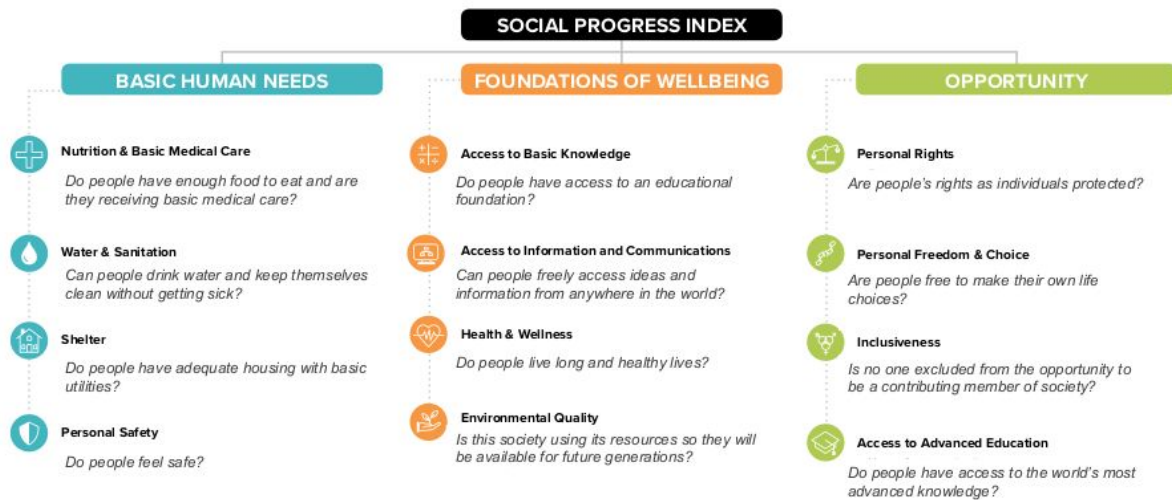 SOCIAL PROGRESS INDEX
BASIC HUMAN NEEDS
Nutrition & Basic Medical Care
Do people have enough food to eat and are
they receiving basic medical care?
Water & Sanitation
Can people drink water and keep themselves
clean without getting sick?
Shelter
Do people have adequate housing with basic
utilities?
Personal Safety
Do people feel safe?
FOUNDATIONS OF WELLBEING
Access to Basic Knowledge
Do people have access to an educational
foundation?
Access to Information and Communications
Can people freely access ideas and
information from anywhere in the world?
Health & Wellness
Do people live long and healthy lives?
Environmental Quality
Is this society using its resources so they will
be available for future generations?
OPPORTUNITY
Personal Rights
Are people's rights as individuals protected?
Personal Freedom & Choice
Are people free to make their own life
choices?
Inclusiveness
Is no one excluded from the opportunity to
be a contributing member of society?
Access to Advanced Education
Do people have access to the world's most
advanced knowledge?